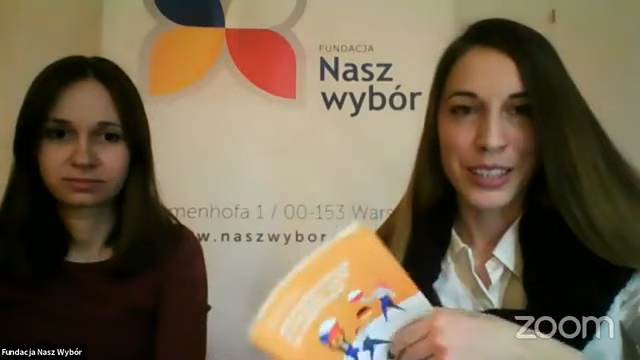 FUNDACJA
Nasz
wybór
menhofa 1 / 00-153 Wars
w.naszwybor.
zoom
Fundacja Nasz Wybór